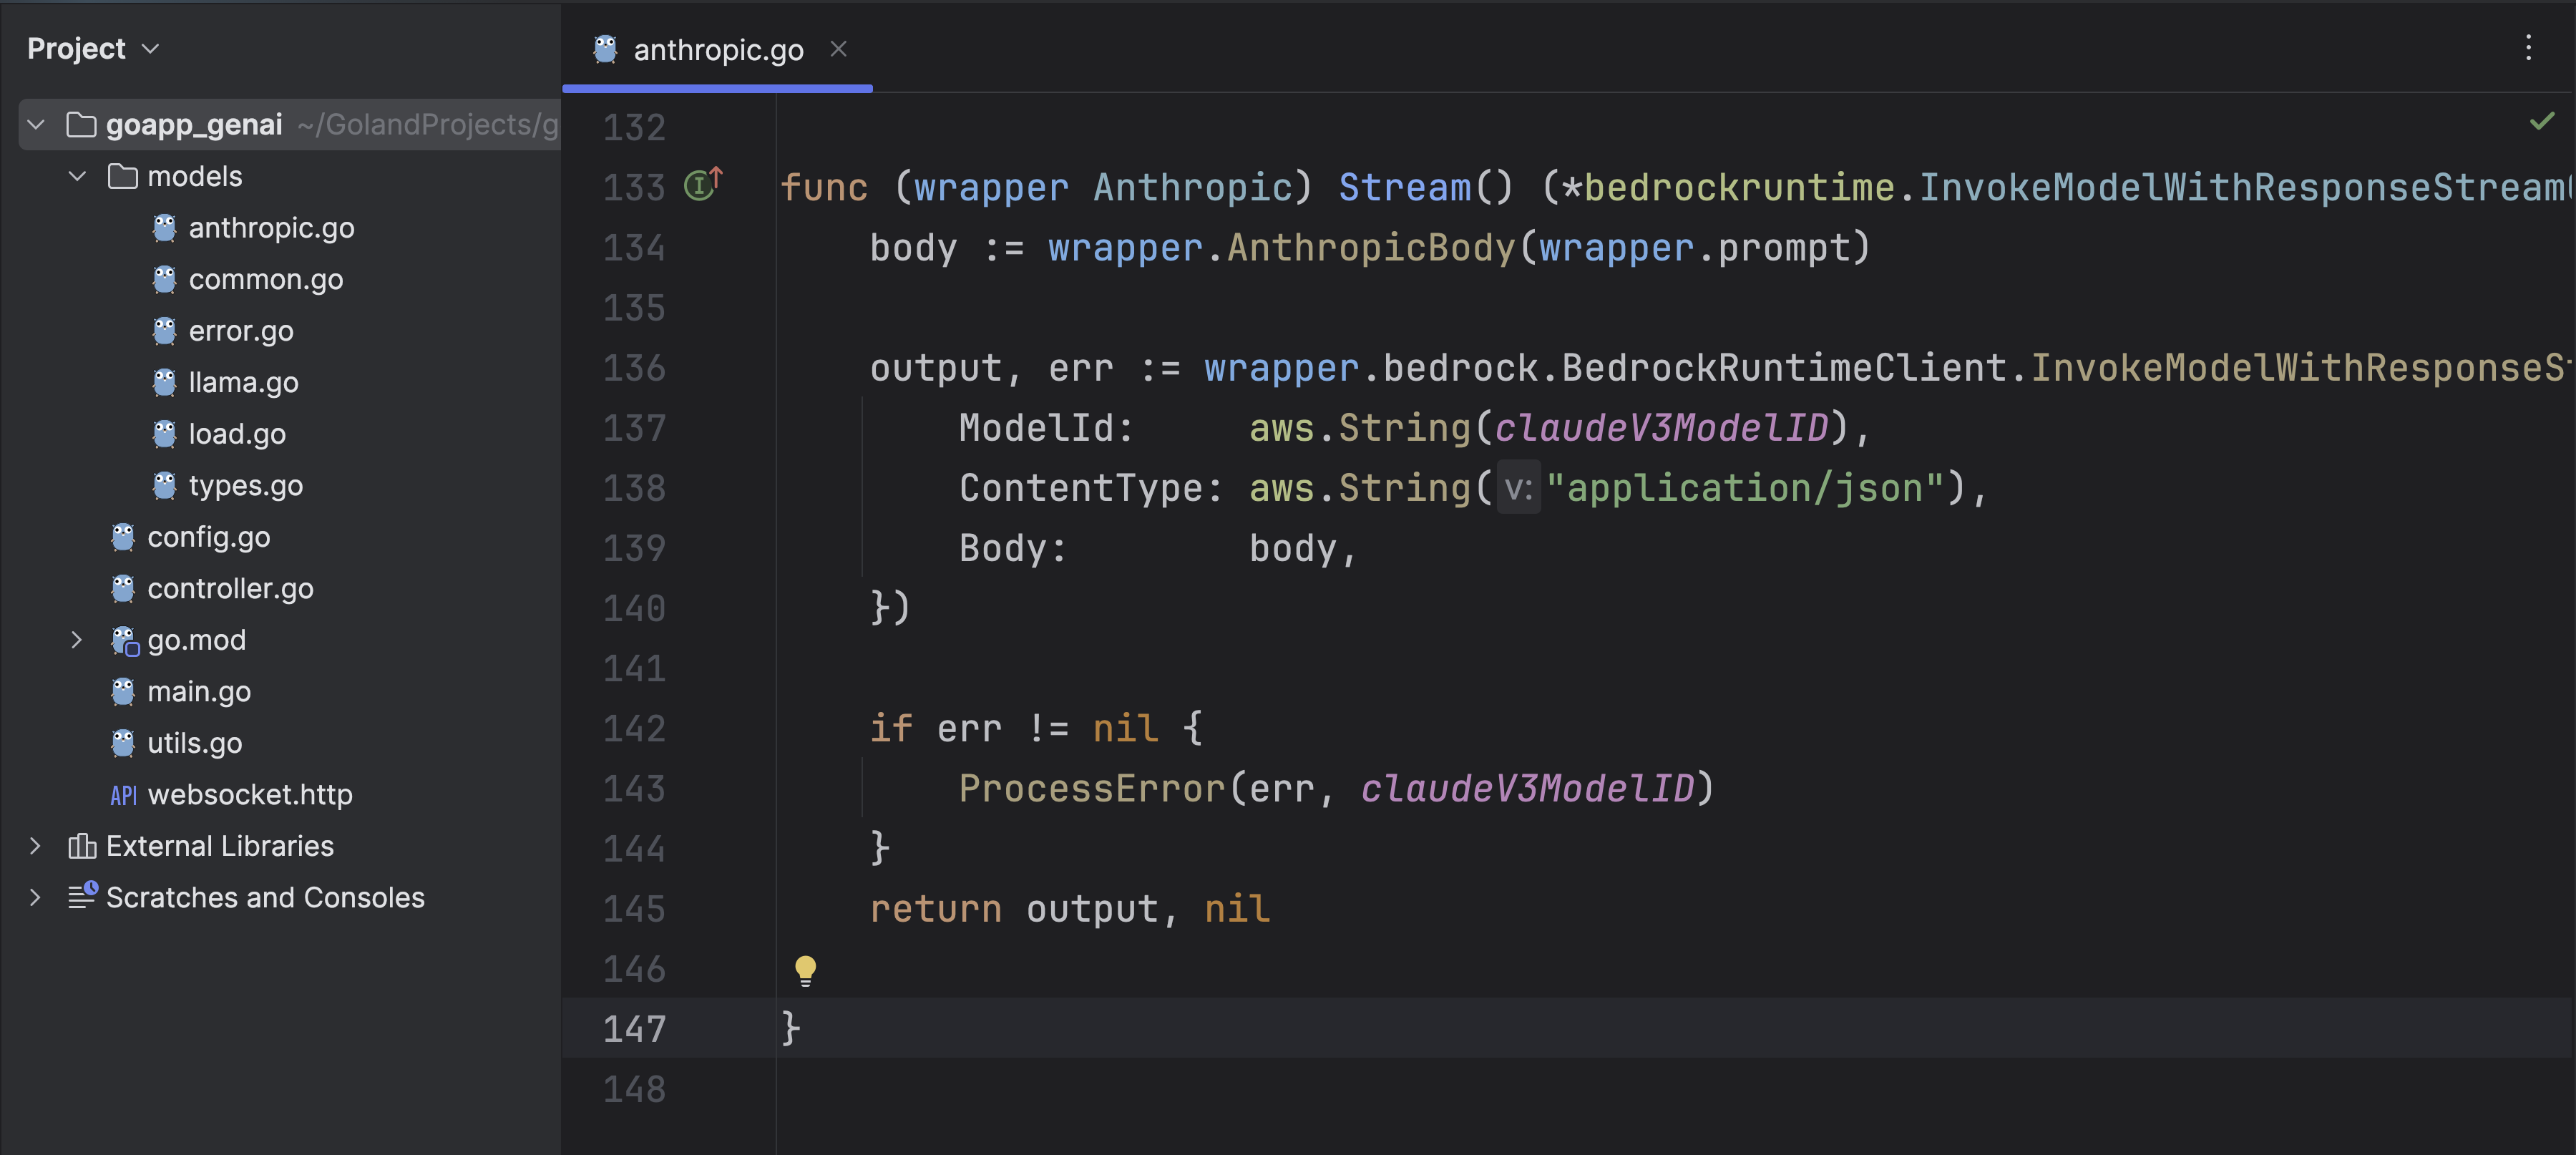 Project
goapp_genai ~/GolandProjects/g
models
anthropic.go
common.go
error.go
llama.go
load.go
types.go
config.go
controller.go
go.mod
main.go
utils.go
API websocket.http
External Libraries
Scratches and Consoles
anthropic.go
132
133 func (wrapper Anthropic) Stream() (*bedrockruntime.InvokeModelWithResponseStream
134 body := wrapper.AnthropicBody(wrapper.prompt)
135
136 output, err := wrapper.bedrock.BedrockRuntimeClient.InvokeModelWithResponseS
137 ModelId: aws.String(claudeV3ModelID),
138 ContentType: aws.String(v: "application/json"),
139 Body: body,
140 })
141
142 if err != nil {
143 ProcessError(err, claudeV3ModelID)
144 }
145 return output, nil
146
147 }
148